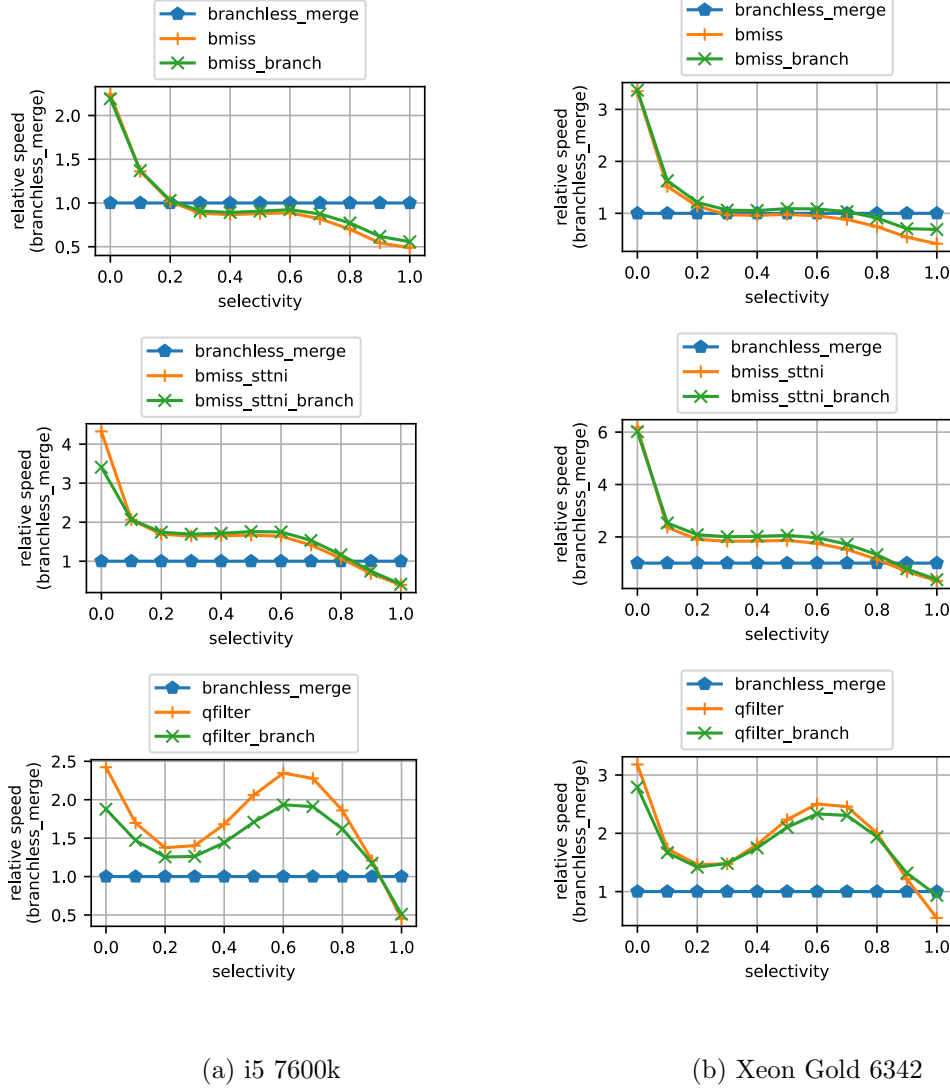 branchless_merge
bmiss
bmiss_branch
relative speed
(branchless_merge)
2.0
1.5
1.0
0.5
0.0 0.2 0.4 0.6 0.8 1.0
selectivity
branchless_merge
bmiss
bmiss_branch
relative speed
(branchless_merge)
3
2
1
0.0 0.2 0.4 0.6 0.8 1.0
selectivity
branchless_merge
bmiss_sttni
bmiss_sttni_branch
relative speed
(branchless_merge)
4
3
2
1
0.0 0.2 0.4 0.6 0.8 1.0
selectivity
branchless_merge
bmiss_sttni
bmiss_sttni_branch
relative speed
(branchless_merge)
6
4
2
0.0 0.2 0.4 0.6 0.8 1.0
selectivity
branchless_merge
qfilter
qfilter_branch
relative speed
(branchless_merge)
2.5
2.0
1.5
1.0
0.5
0.0 0.2 0.4 0.6 0.8 1.0
selectivity
branchless_merge
qfilter
qfilter_branch
relative speed
(branchless_merge)
3
2
1
0.0 0.2 0.4 0.6 0.8 1.0
selectivity
(a) i5 7600k
(b) Xeon Gold 6342